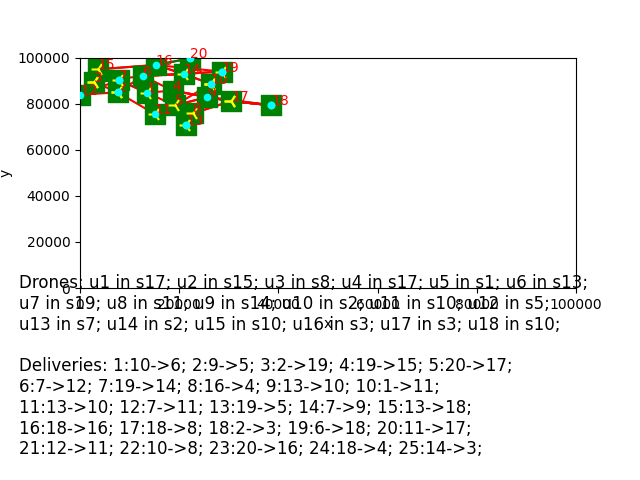 20
100000
16
15
19
80000
17
18
60000
y
40000
20000
0
Drones: u1 in s17; u2 in s15; u3 in s8; u4 in s17; u5 in s1; u6 in s13;
0 20000 40000 60000 80000 100000
u7 in s19; u8 in s11; u9 in s14; u10 in s2; u11 in s10; u12 in s5;
x
u13 in s7; u14 in s2; u15 in s10; u16 in s3; u17 in s3; u18 in s10;
Deliveries: 1:10->6; 2:9->5; 3:2->19; 4:19->15; 5:20->17;
6:7->12; 7:19->14; 8:16->4; 9:13->10; 10:1->11;
11:13->10; 12:7->11; 13:19->5; 14:7->9; 15:13->18;
16:18->16; 17:18->8; 18:2->3; 19:6->18; 20:11->17;
21:12->11; 22:10->8; 23:20->16; 24:18->4; 25:14->3;